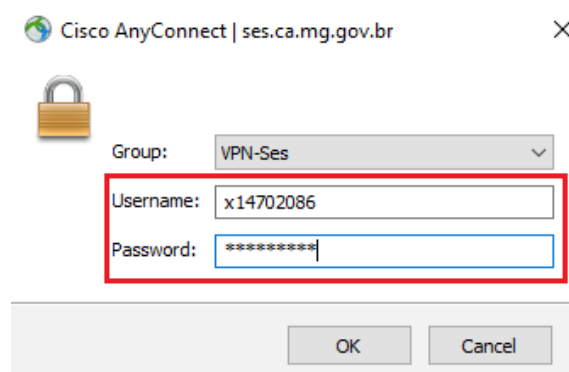 Cisco AnyConnect | ses.ca.mg.gov.br
Group: VPN-Ses
Username: x14702086
Password: *********
OK Cancel